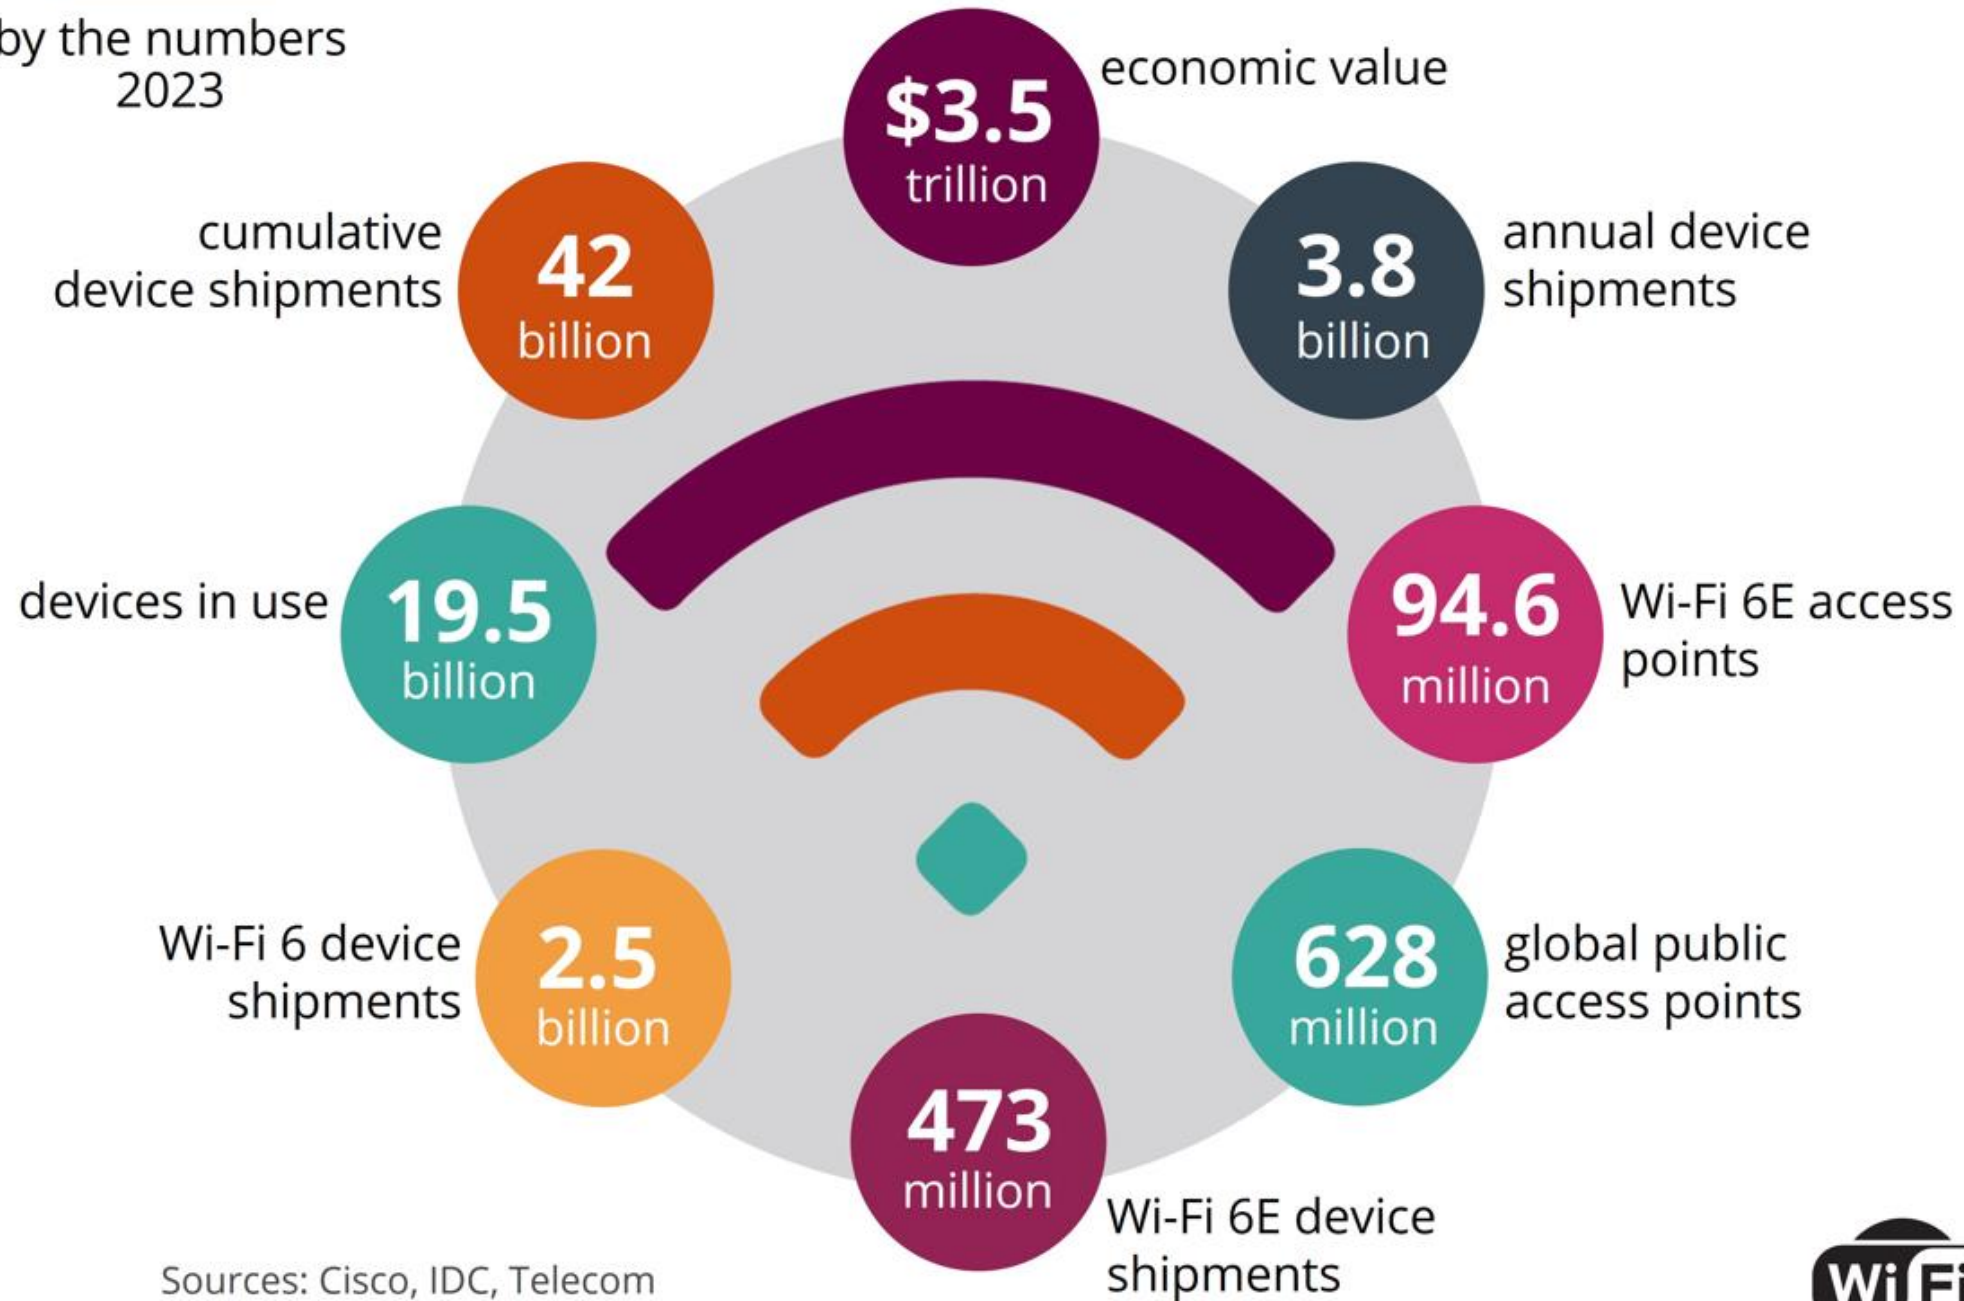 by the numbers
2023
$3.5
trillion
economic value
cumulative
device shipments
42
billion
3.8
billion
annual device
shipments
devices in use
19.5
billion
94.6
million
Wi-Fi 6E access
points
Wi-Fi 6 device
shipments
2.5
billion
628
million
global public
access points
473
million
Wi-Fi 6E device
shipments
Sources: Cisco, IDC, Telecom
Wi Fi